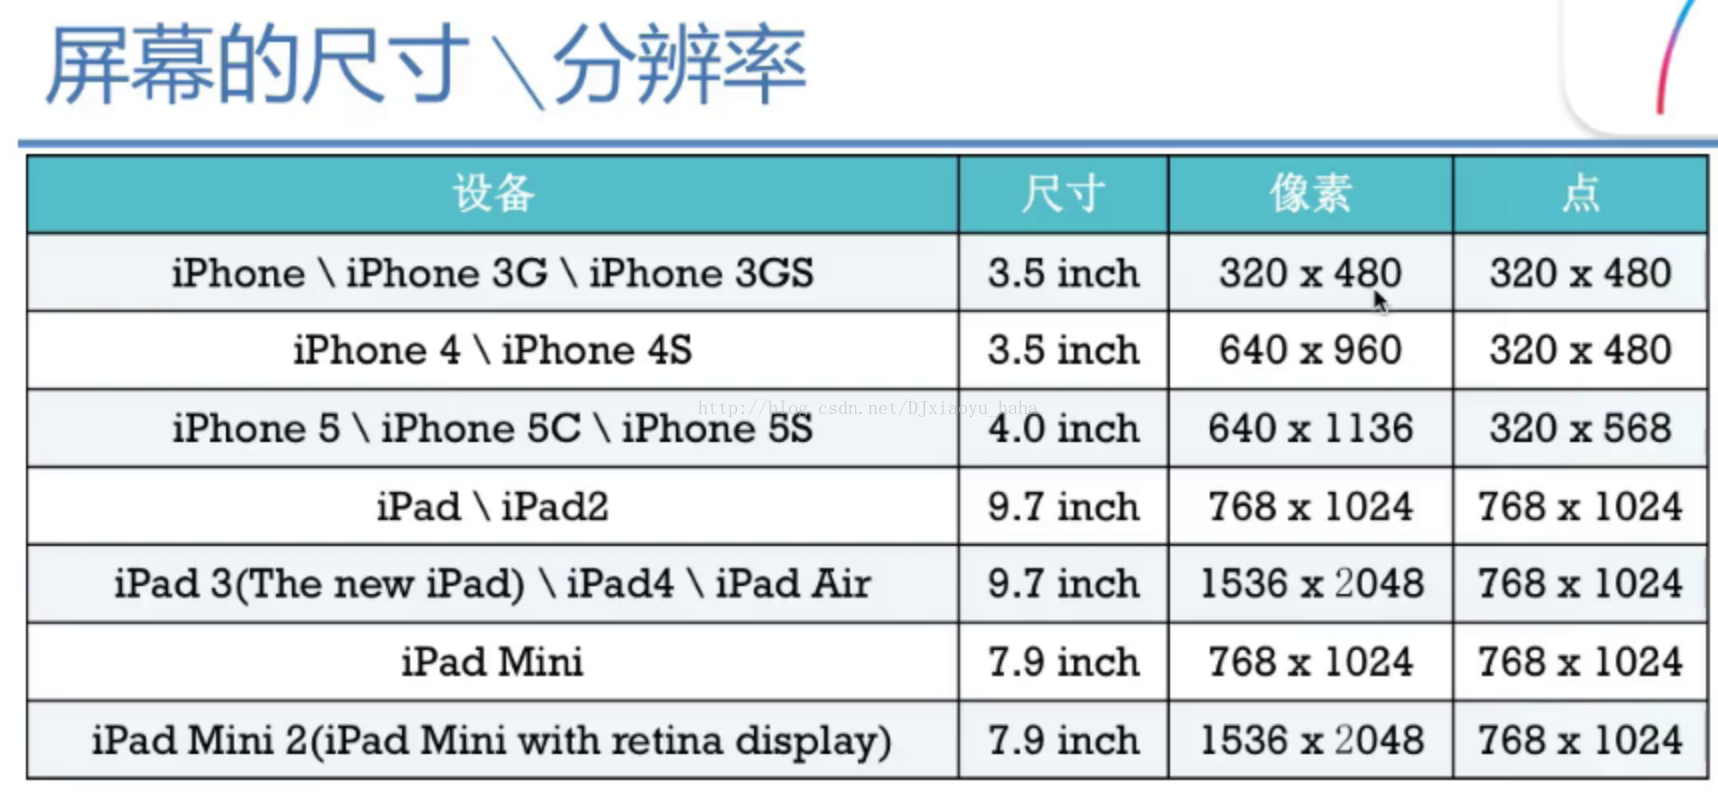 屏幕的尺寸\分辨率
设备 尺寸 像素 点
iPhone \ iPhone 3G \ iPhone 3GS 3.5 inch 320 x 480 320 x 480
iPhone 4 \ iPhone 4S 3.5 inch 640 x 960 320 x 480
http://blog.csdn.net/DJxiaoyu_haha
iPhone 5 \ iPhone 5C \ iPhone 5S 4.0 inch 640 x 1136 320 x 568
iPad \ iPad2 9.7 inch 768 x 1024 768 x 1024
iPad 3(The new iPad) \ iPad4 \ iPad Air 9.7 inch 1536 x 2048 768 x 1024
iPad Mini 7.9 inch 768 x 1024 768 x 1024
iPad Mini 2(iPad Mini with retina display) 7.9 inch 1536 x 2048 768 x 1024